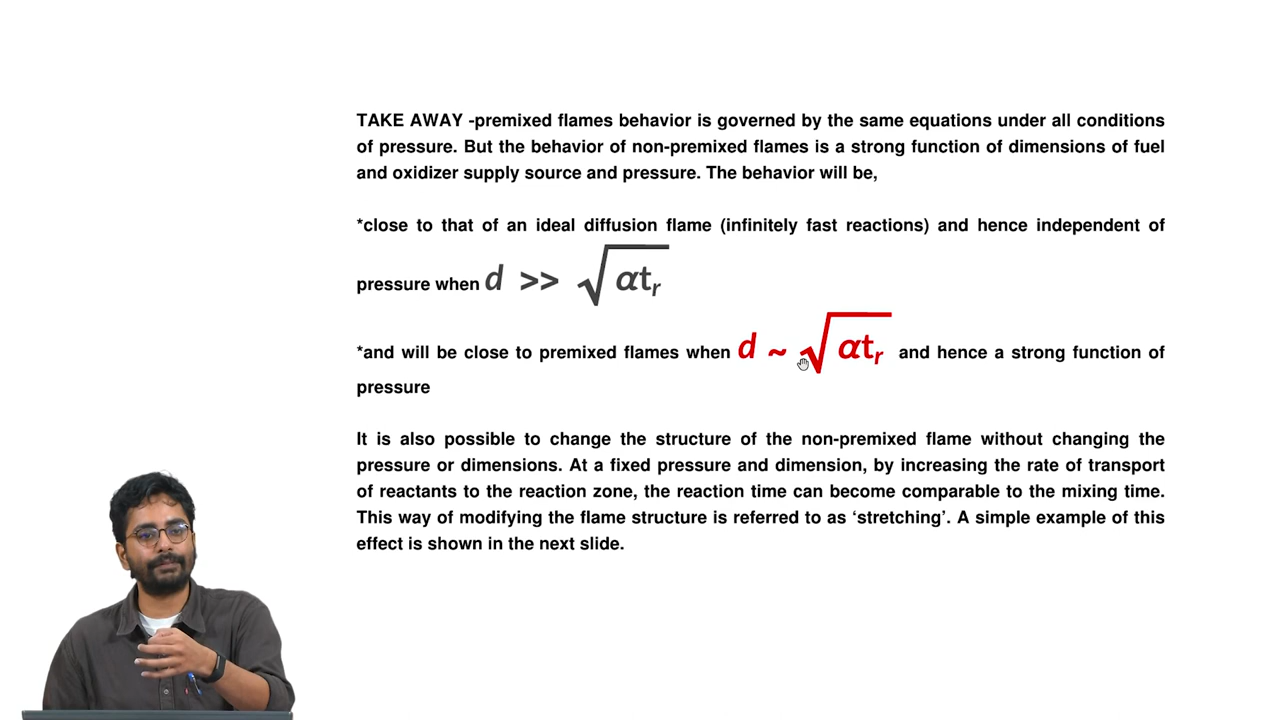 TAKE AWAY -premixed flames behavior is governed by the same equations under all conditions
of pressure. But the behavior of non-premixed flames is a strong function of dimensions of fuel
and oxidizer supply source and pressure. The behavior will be,
*close to that of an ideal diffusion flame (infinitely fast reactions) and hence independent of
pressure when d >> √αtᵣ
*and will be close to premixed flames when d ~ √αtᵣ and hence a strong function of
pressure
It is also possible to change the structure of the non-premixed flame without changing the
pressure or dimensions. At a fixed pressure and dimension, by increasing the rate of transport
of reactants to the reaction zone, the reaction time can become comparable to the mixing time.
This way of modifying the flame structure is referred to as ‘stretching’. A simple example of this
effect is shown in the next slide.